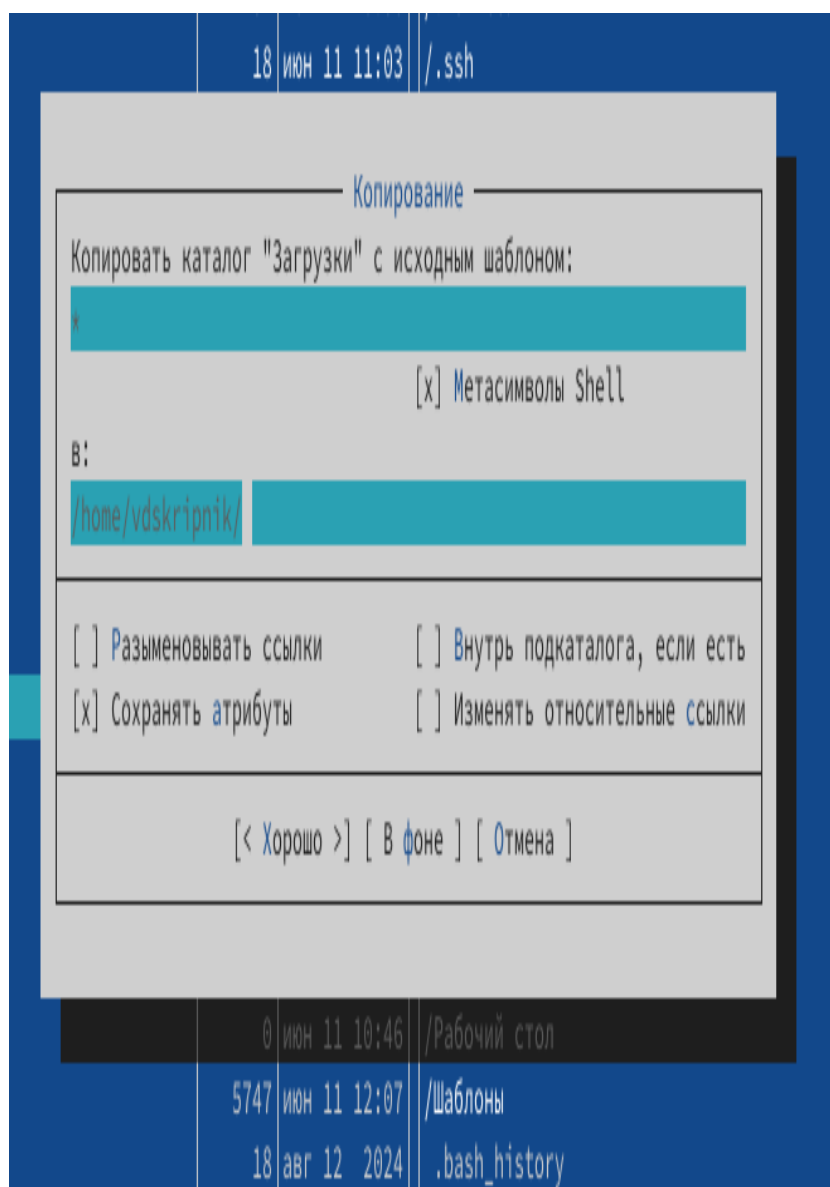 18 июн 11 11:03 /.ssh
Копирование
Копировать каталог "Загрузки" с исходным шаблоном:
*
[x] Метасимволы Shell
в:
/home/vdskripnik/
[ ] Разыменовывать ссылки [ ] Внутрь подкаталога, если есть
[x] Сохранять атрибуты [ ] Изменять относительные ссылки
[< Хорошо >] [ В фоне ] [ Отмена ]
0 июн 11 10:46 /Рабочий стол
5747 июн 11 12:07 /Шаблоны
18 авг 12 2024 .bash_history